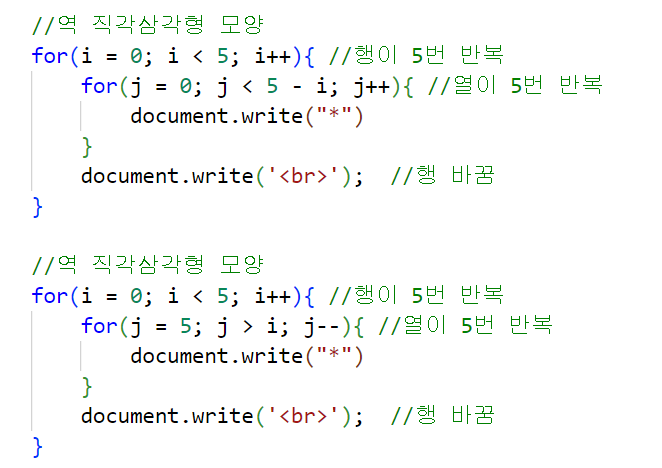 //역 직각삼각형 모양
for(i = 0; i < 5; i++){ //행이 5번 반복
    for(j = 0; j < 5 - i; j++){ //열이 5번 반복
        document.write("*")
    }
    document.write('<br>');  //행 바꿈
}

//역 직각삼각형 모양
for(i = 0; i < 5; i++){ //행이 5번 반복
    for(j = 5; j > i; j--){ //열이 5번 반복
        document.write("*")
    }
    document.write('<br>');  //행 바꿈
}